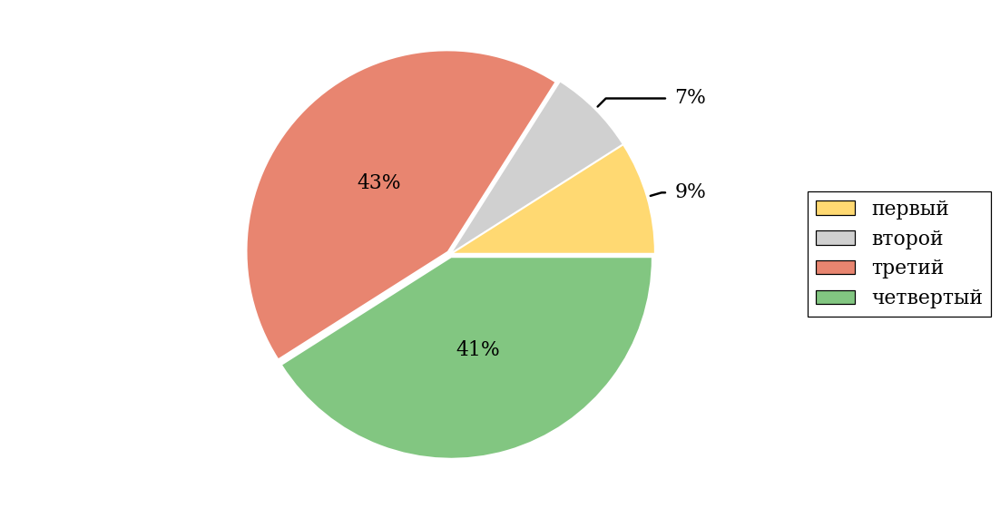 7%
43%
9%
41%
первый
второй
третий
четвертый